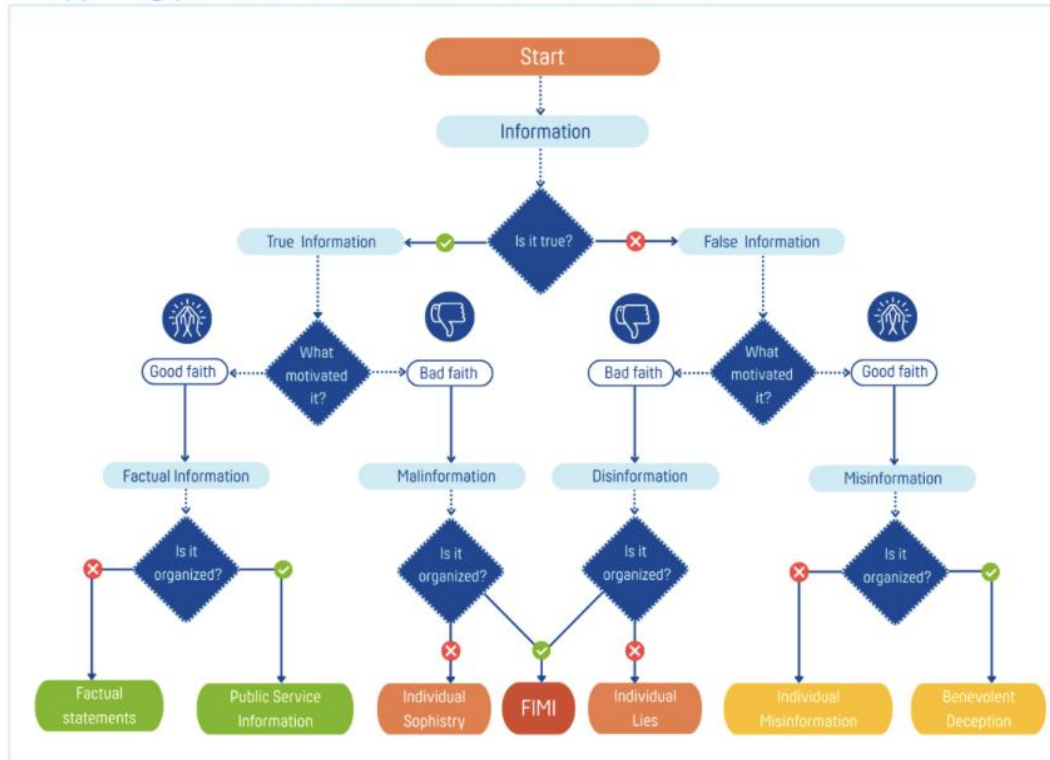 Start
Information
Is it true?
True Information
False Information
What
motivated
it?
Good faith
Bad faith
Bad faith
What
motivated
it?
Good faith
Factual Information
Malinformation
Disinformation
Misinformation
Is it
organized?
Is it
organized?
Is it
organized?
Is it
organized?
Factual
statements
Public Service
Information
Individual
Sophistry
FIMI
Individual
Lies
Individual
Misinformation
Benevolent
Deception